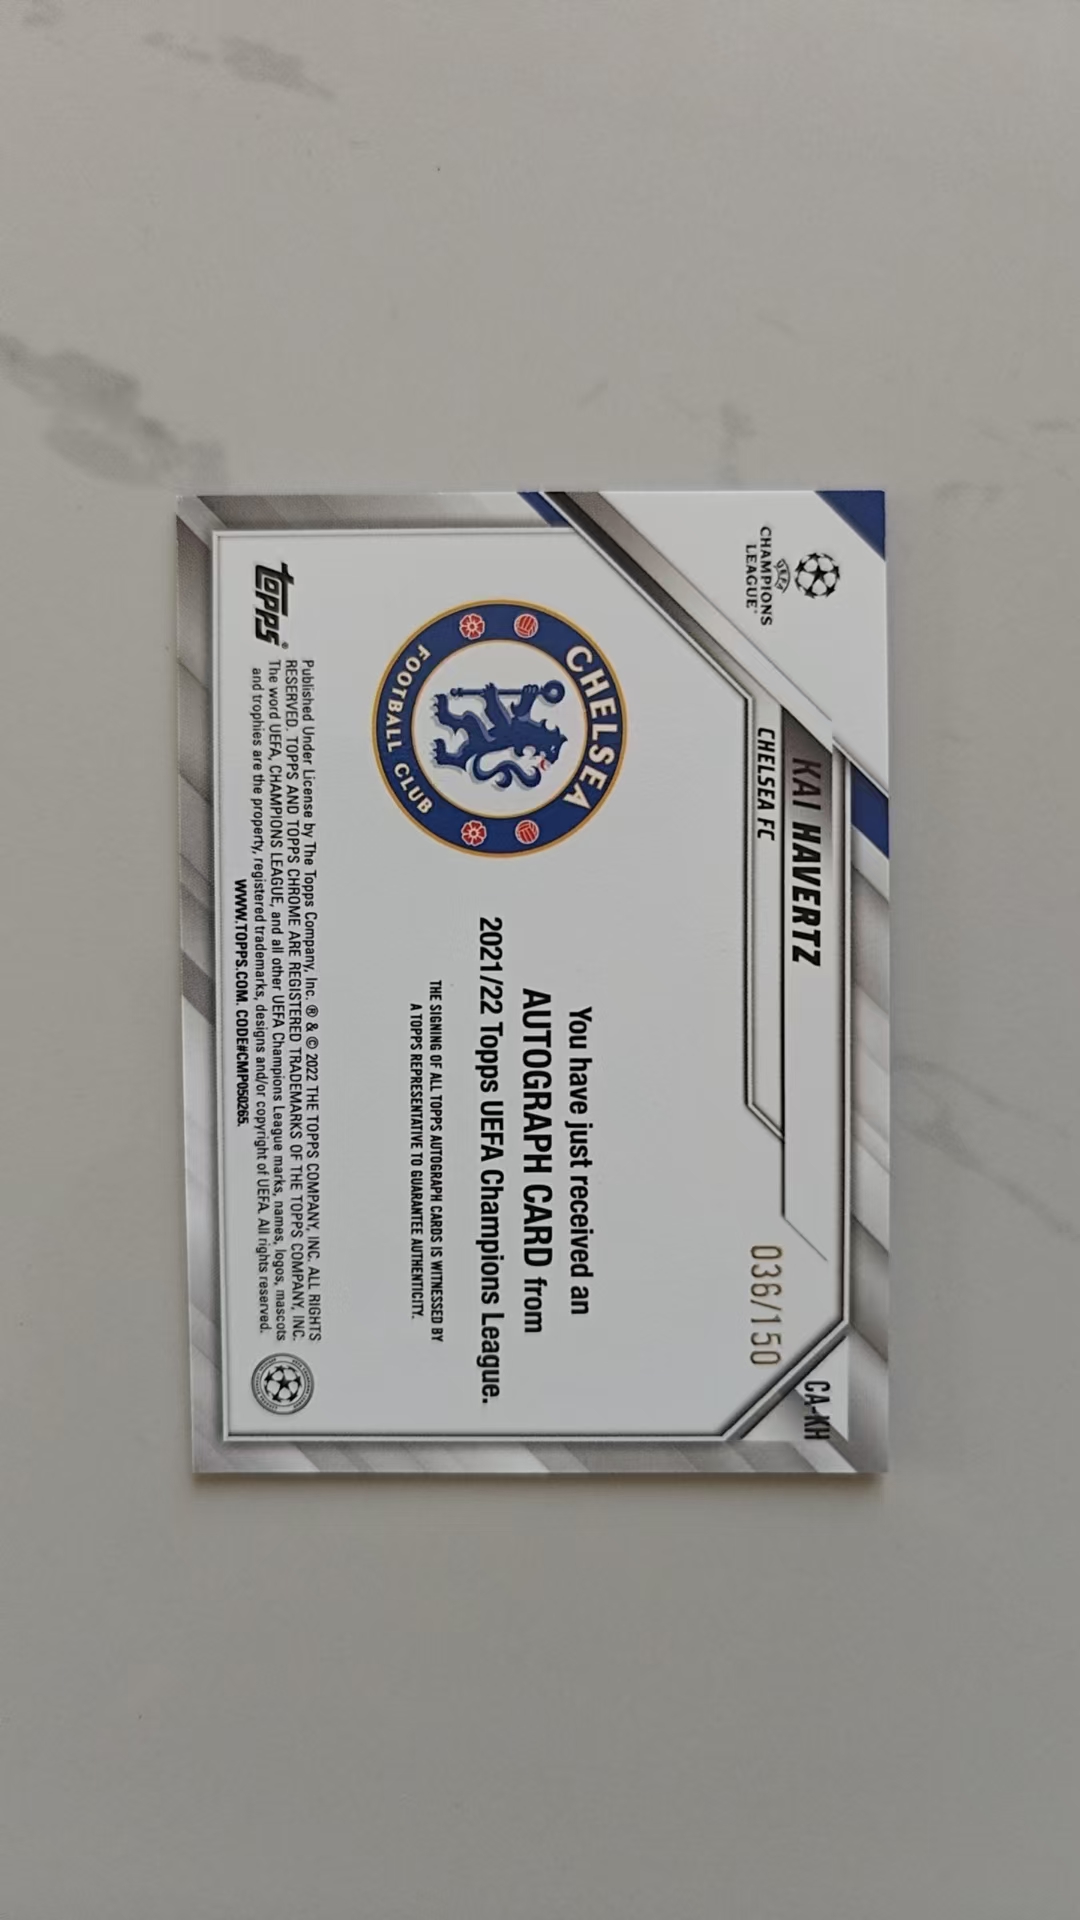 UEFA
CHAMPIONS
LEAGUE
KAI HAVERTZ
CHELSEA FC
CA-KH
036/150
CHELSEA
FOOTBALL CLUB
You have just received an
AUTOGRAPH CARD from
2021/22 Topps UEFA Champions League.
THE SIGNING OF ALL TOPPS AUTOGRAPH CARDS IS WITNESSED BY
A TOPPS REPRESENTATIVE TO GUARANTEE AUTHENTICITY.
topps®
Published Under License by The Topps Company, Inc. ® & © 2022 THE TOPPS COMPANY, INC. ALL RIGHTS
RESERVED. TOPPS AND TOPPS CHROME ARE REGISTERED TRADEMARKS OF THE TOPPS COMPANY, INC.
The word UEFA, CHAMPIONS LEAGUE, and all other UEFA Champions League marks, names, logos, mascots
and trophies are the property, registered trademarks, designs and/or copyright of UEFA. All rights reserved.
WWW.TOPPS.COM. CODE#CMP050265.